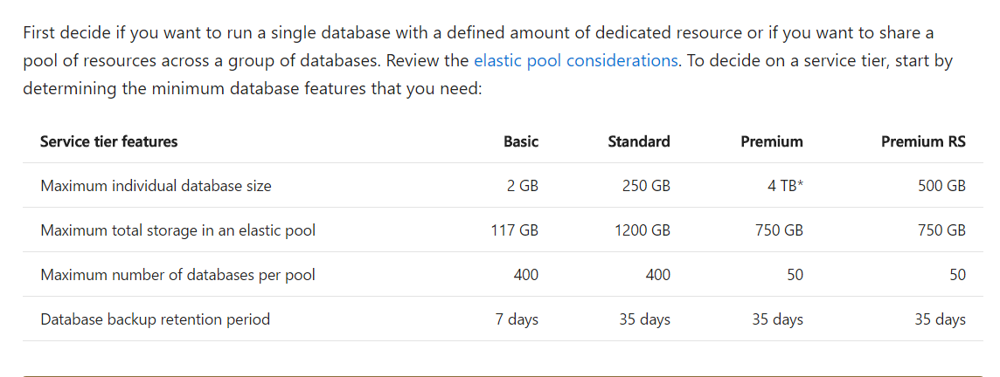 First decide if you want to run a single database with a defined amount of dedicated resource or if you want to share a
pool of resources across a group of databases. Review the elastic pool considerations. To decide on a service tier, start by
determining the minimum database features that you need:
Service tier features Basic Standard Premium Premium RS
Maximum individual database size 2 GB 250 GB 4 TB* 500 GB
Maximum total storage in an elastic pool 117 GB 1200 GB 750 GB 750 GB
Maximum number of databases per pool 400 400 50 50
Database backup retention period 7 days 35 days 35 days 35 days